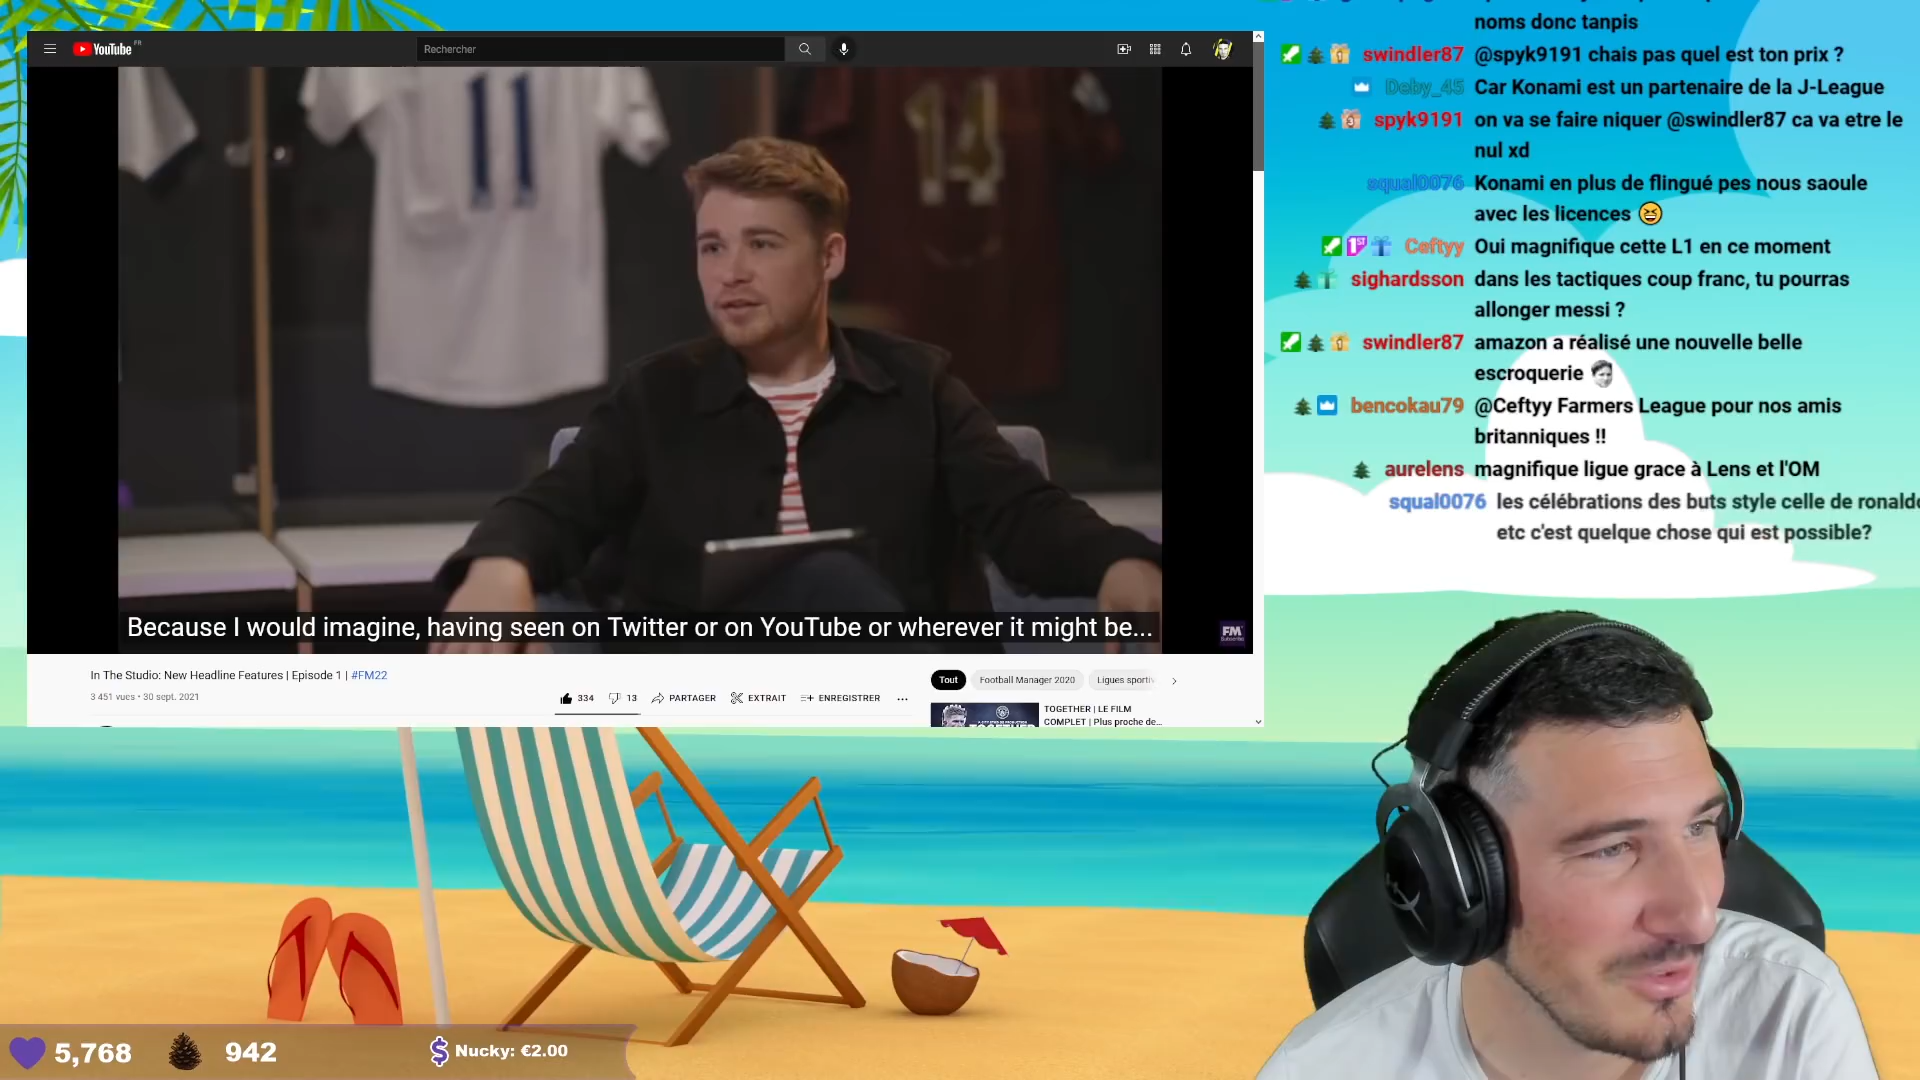 YouTube FR
Rechercher
11
14
Because I would imagine, having seen on Twitter or on YouTube or wherever it might be...
FM
In The Studio: New Headline Features | Episode 1 | #FM22
3 451 vues • 30 sept. 2021
334
13
PARTAGER
EXTRAIT
ENREGISTRER
Tout
Football Manager 2020
Ligues sportiv
TOGETHER | LE FILM
COMPLET | Plus proche de...
noms donc tanpis
swindler87 @spyk9191 chais pas quel est ton prix ?
Deby_45 Car Konami est un partenaire de la J-League
spyk9191 on va se faire niquer @swindler87 ca va etre le
nul xd
squal0076 Konami en plus de flingué pes nous saoule
avec les licences
1ST Ceftyy Oui magnifique cette L1 en ce moment
sighardsson dans les tactiques coup franc, tu pourras
allonger messi ?
swindler87 amazon a réalisé une nouvelle belle
escroquerie
bencokau79 @Ceftyy Farmers League pour nos amis
britanniques !!
aurelens magnifique ligue grace à Lens et l'OM
squal0076 les célébrations des buts style celle de ronaldo
etc c'est quelque chose qui est possible?
5,768
942
Nucky: €2.00